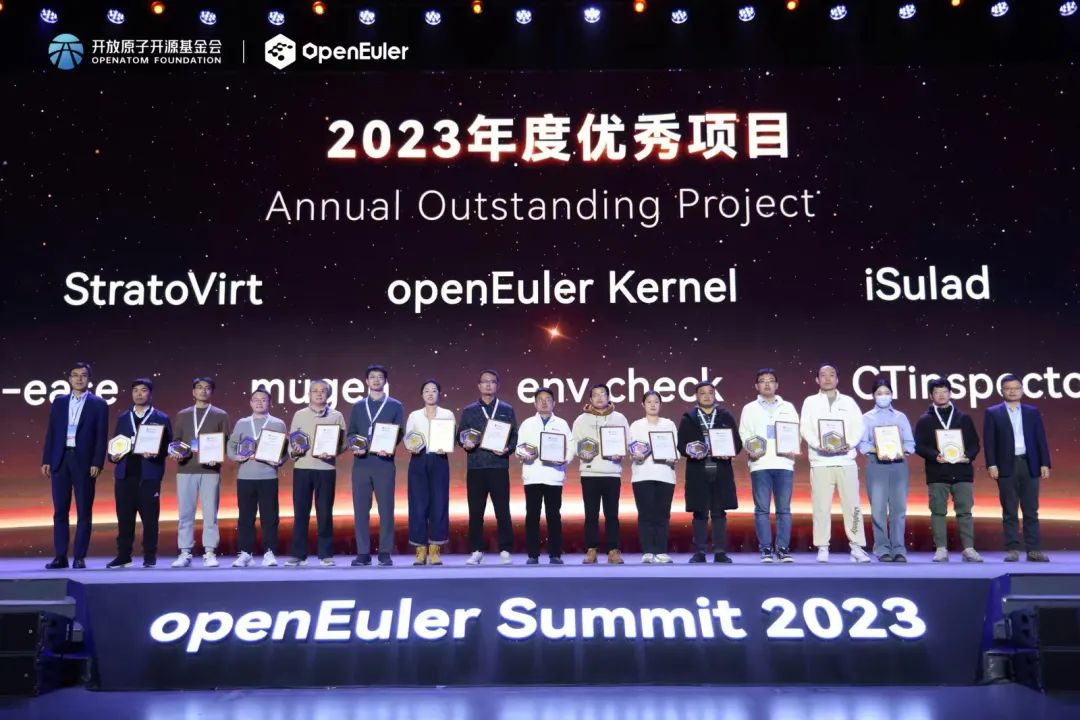 开放原子开源基金会
OPENATOM FOUNDATION
OpenEuler
2023年度优秀项目
Annual Outstanding Project
StratoVirt openEuler Kernel iSulad
-ease mugen env check CTinspecto
openEuler Summit 2023